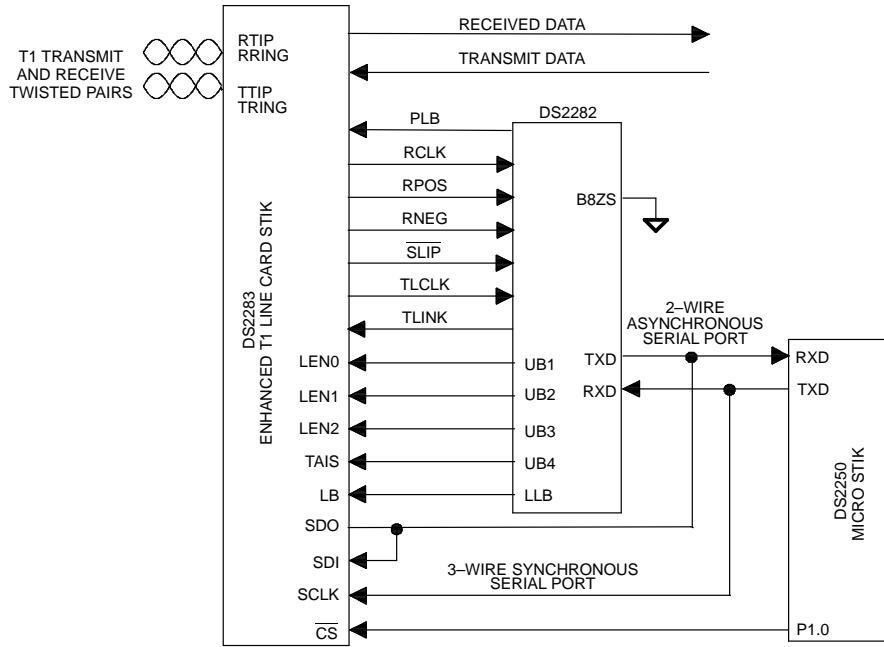 T1 TRANSMIT
AND RECEIVE
TWISTED PAIRS
RTIP
RRING
TTIP
TRING
RECEIVED DATA
TRANSMIT DATA
DS2282
PLB
RCLK
RPOS
RNEG
SLIP
TLCLK
TLINK
B8ZS
DS2283
ENHANCED T1 LINE CARD STIK
LEN0
LEN1
LEN2
TAIS
LB
SDO
SDI
SCLK
CS
UB1
UB2
UB3
UB4
LLB
TXD
RXD
2–WIRE
ASYNCHRONOUS
SERIAL PORT
RXD
TXD
DS2250
MICRO STIK
3–WIRE SYNCHRONOUS
SERIAL PORT
P1.0